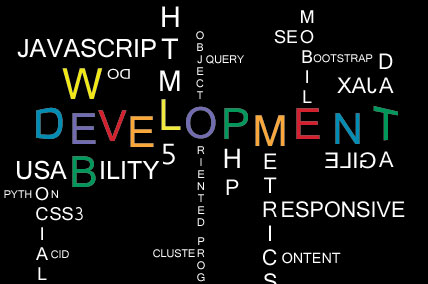 HTML5
MOBILE
SEO
JAVASCRIPT
OBJECT ORIENTED PROG
JQUERY
BOOTSTRAP
DATA
WEB
DOM
AJAX
DEVELOPMENT
PHP
METRICS
AGILE
USABILITY
PYTHON
SOCIAL
CSS3
RESPONSIVE
ACID
CLUSTER
CONTENT